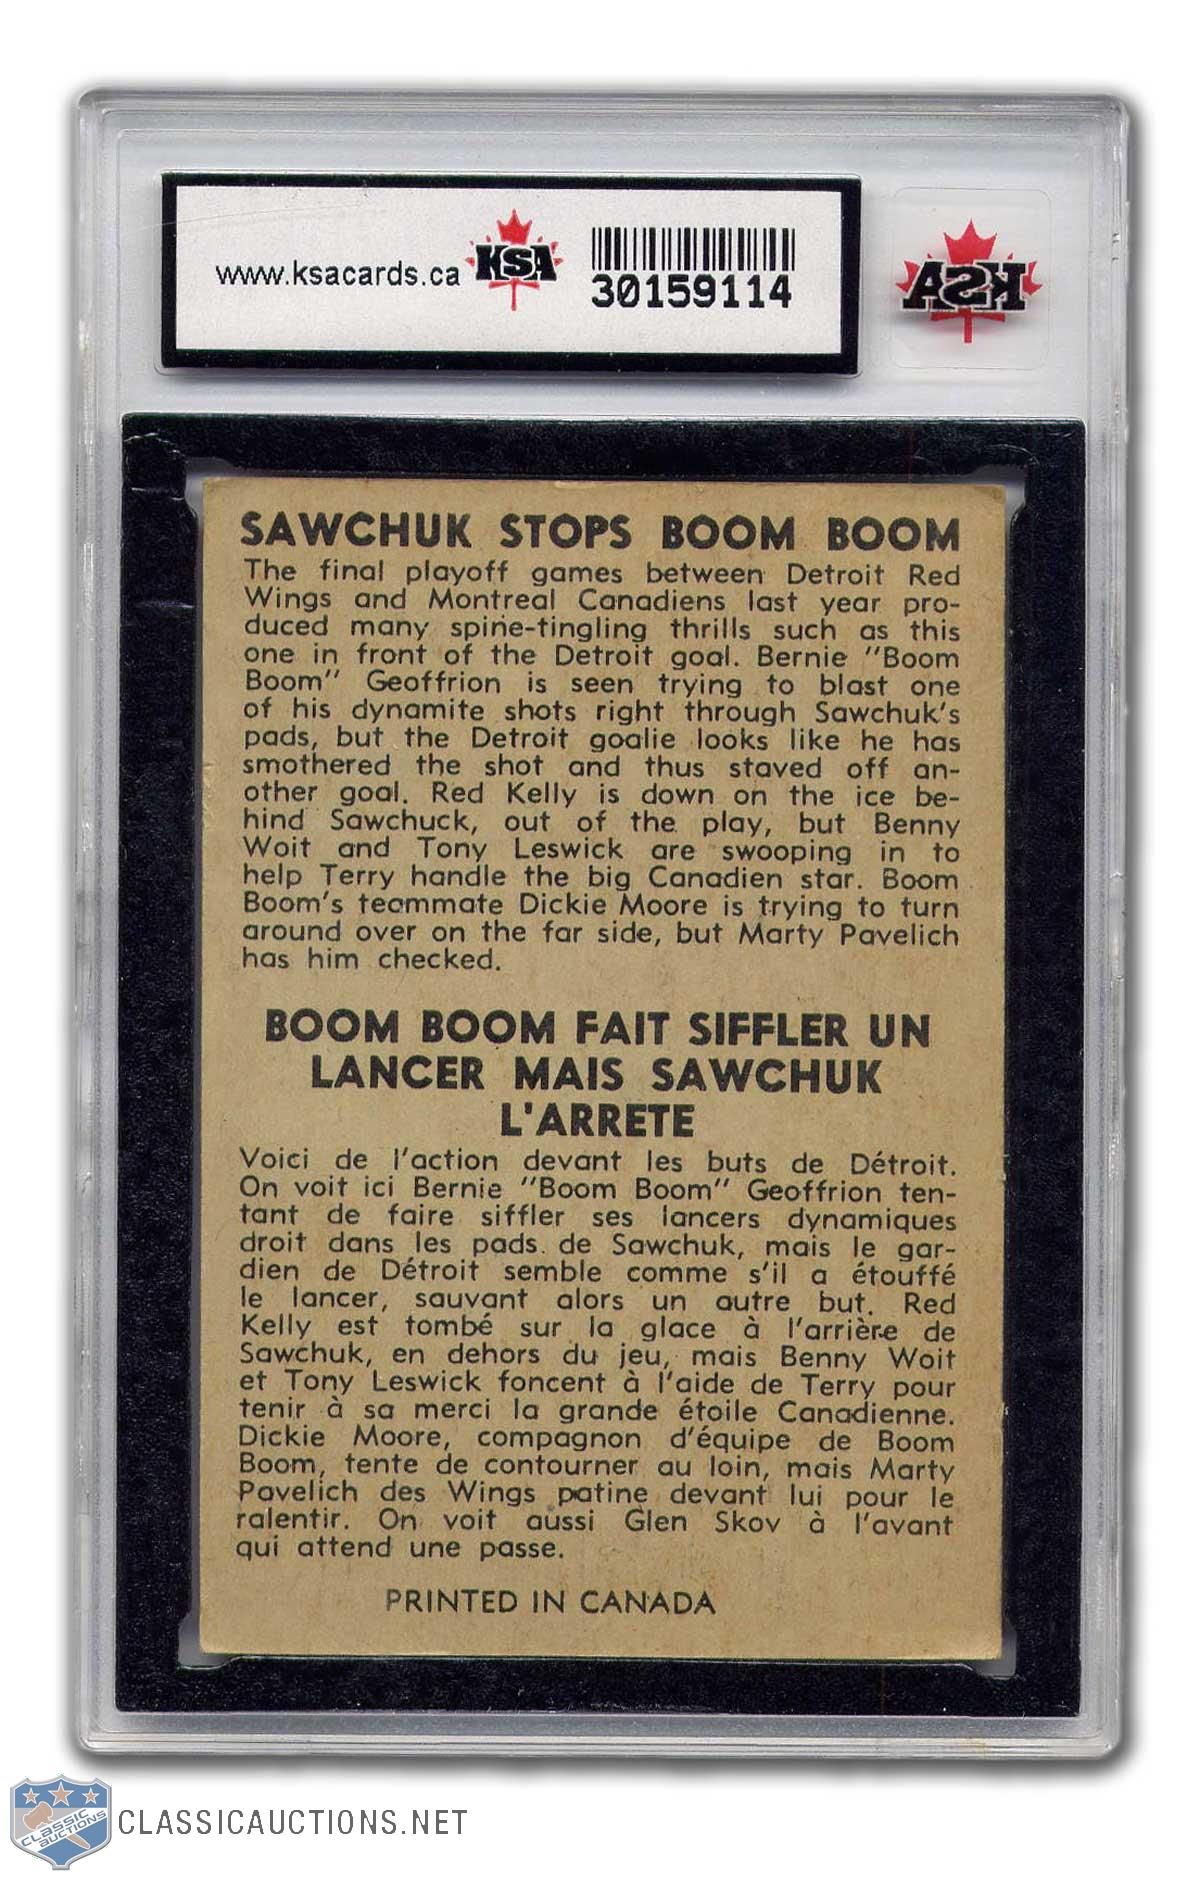 www.ksacards.ca KSA 30159114
KSA
SAWCHUK STOPS BOOM BOOM
The final playoff games between Detroit Red
Wings and Montreal Canadiens last year pro-
duced many spine-tingling thrills such as this
one in front of the Detroit goal. Bernie "Boom
Boom" Geoffrion is seen trying to blast one
of his dynamite shots right through Sawchuk's
pads, but the Detroit goalie looks like he has
smothered the shot and thus staved off an-
other goal. Red Kelly is down on the ice be-
hind Sawchuck, out of the play, but Benny
Woit and Tony Leswick are swooping in to
help Terry handle the big Canadien star. Boom
Boom's teammate Dickie Moore is trying to turn
around over on the far side, but Marty Pavelich
has him checked.
BOOM BOOM FAIT SIFFLER UN
LANCER MAIS SAWCHUK
L'ARRETE
Voici de l'action devant les buts de Détroit.
On voit ici Bernie "Boom Boom" Geoffrion ten-
tant de faire siffler ses lancers dynamiques
droit dans les pads de Sawchuk, mais le gar-
dien de Détroit semble comme s'il a étouffé
le lancer, sauvant alors un autre but. Red
Kelly est tombé sur la glace à l'arrière de
Sawchuk, en dehors du jeu, mais Benny Woit
et Tony Leswick foncent à l'aide de Terry pour
tenir à sa merci la grande étoile Canadienne.
Dickie Moore, compagnon d'équipe de Boom
Boom, tente de contourner au loin, mais Marty
Pavelich des Wings patine devant lui pour le
ralentir. On voit aussi Glen Skov à l'avant
qui attend une passe.
PRINTED IN CANADA
CLASSIC
AUCTIONS
CLASSICAUCTIONS.NET